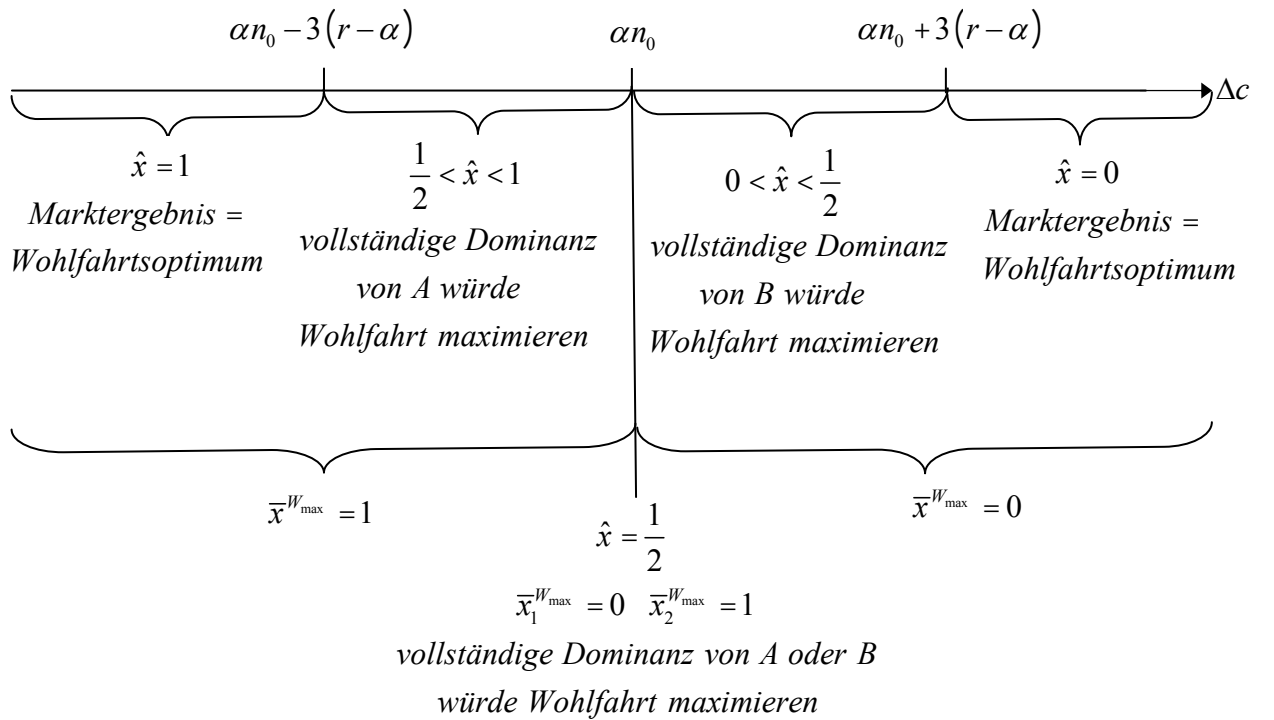 αn₀ − 3(r − α)
αn₀
αn₀ + 3(r − α)
Δc
x̂ = 1
Marktergebnis =
Wohlfahrtsoptimum
1/2 < x̂ < 1
vollständige Dominanz
von A würde
Wohlfahrt maximieren
0 < x̂ < 1/2
vollständige Dominanz
von B würde
Wohlfahrt maximieren
x̂ = 0
Marktergebnis =
Wohlfahrtsoptimum
x̅^{W_max} = 1
x̅^{W_max} = 0
x̂ = 1/2
x̅₁^{W_max} = 0 x̅₂^{W_max} = 1
vollständige Dominanz von A oder B
würde Wohlfahrt maximieren